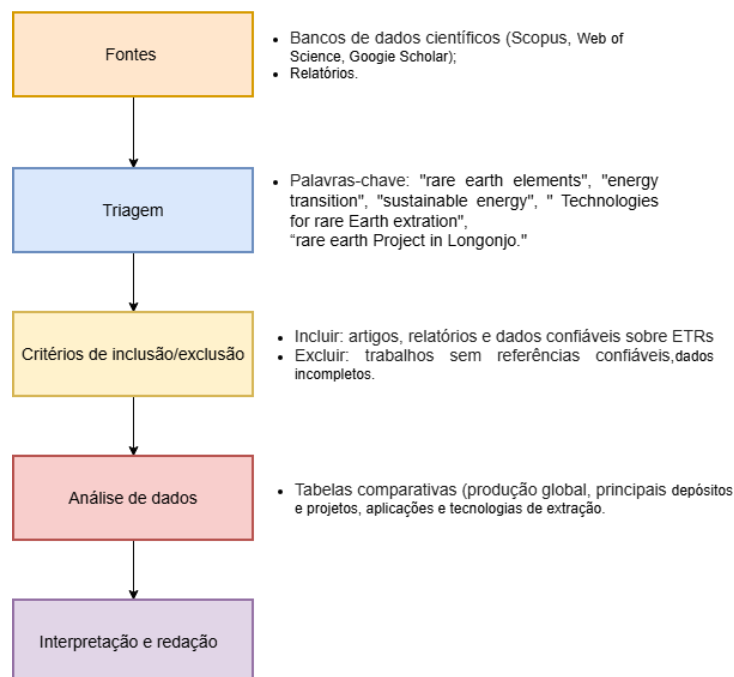 Fontes
• Bancos de dados científicos (Scopus, Web of
Science, Googie Scholar);
• Relatórios.
Triagem
• Palavras-chave: "rare earth elements", "energy
transition", "sustainable energy", " Technologies
for rare Earth extration",
“rare earth Project in Longonjo."
Critérios de inclusão/exclusão
• Incluir: artigos, relatórios e dados confiáveis sobre ETRs
• Excluir: trabalhos sem referências confiáveis,dados
incompletos.
Análise de dados
• Tabelas comparativas (produção global, principais depósitos
e projetos, aplicações e tecnologias de extração.
Interpretação e redação